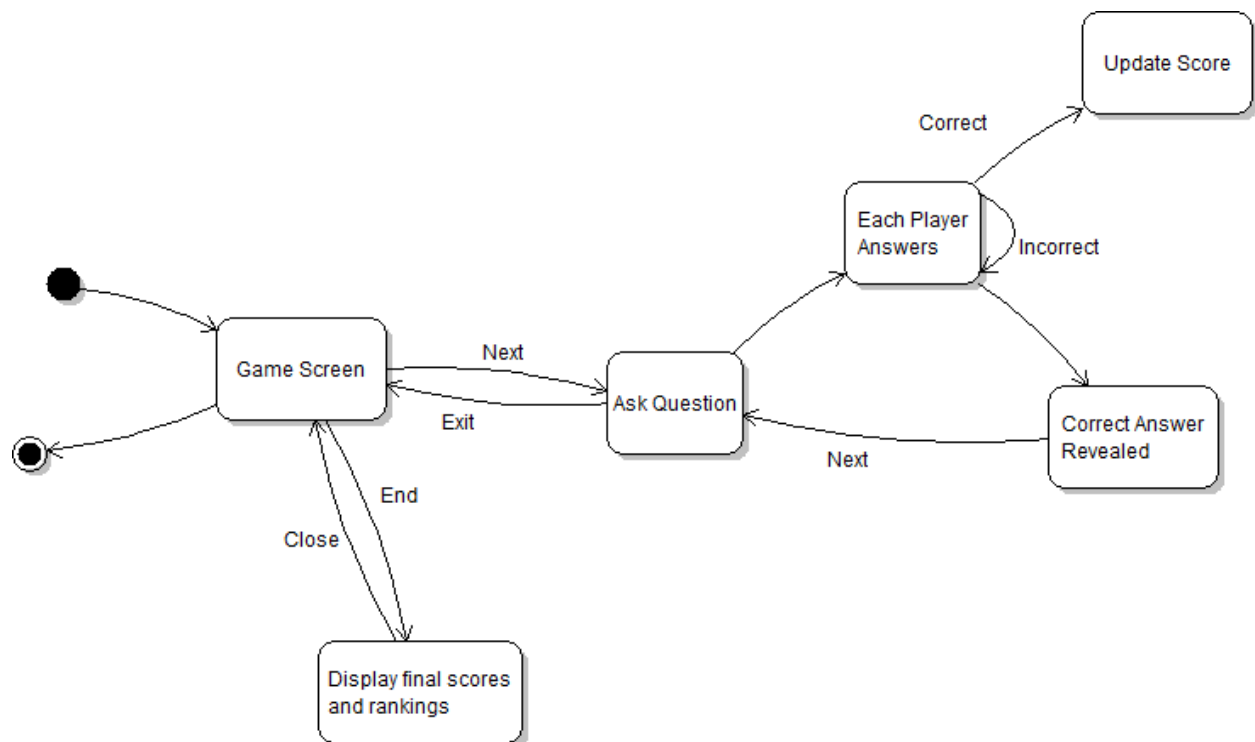 Update Score
Correct
Each Player
Answers
Incorrect
Game Screen
Next
Ask Question
Exit
Correct Answer
Revealed
Next
End
Close
Display final scores
and rankings